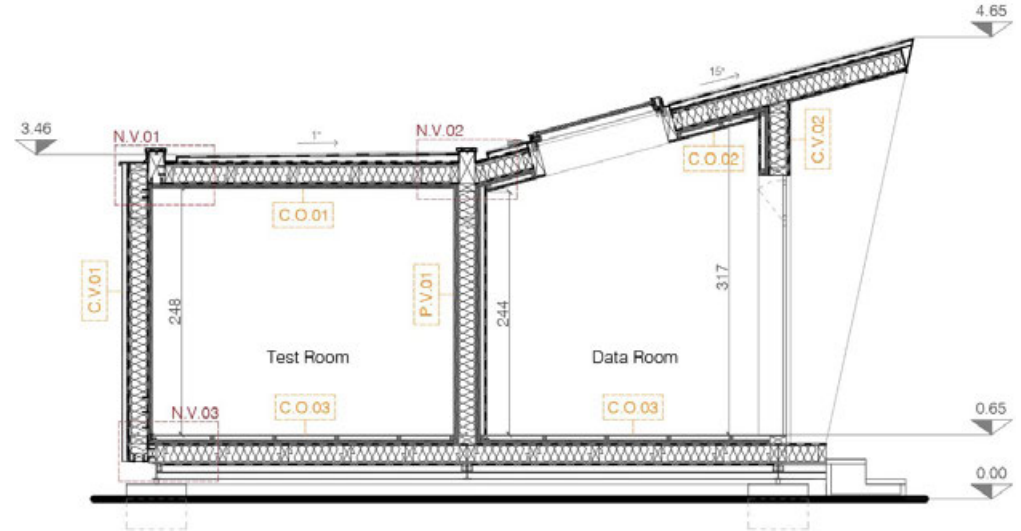 4.65
15°
3.46
N.V.01
1°
N.V.02
C.V.02
C.O.02
C.O.01
C.V.01
248
P.V.01
244
317
Test Room
Data Room
C.O.03
C.O.03
N.V.03
0.65
0.00